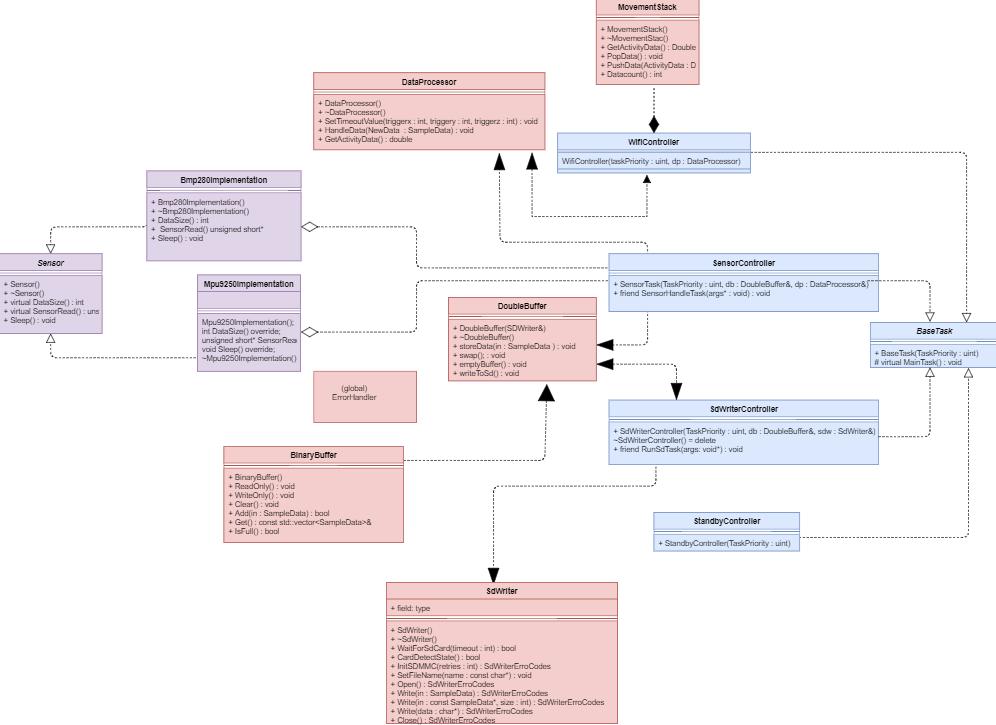 MovementStack
+ MovementStack()
+ ~MovementStac()
+ GetActivityData() : Double
+ PopData() : void
+ PushData(ActivityData : D
+ Datacount() : int
DataProcessor
+ DataProcessor()
+ ~DataProcessor()
+ SetTimeoutValue(triggerx : int, triggery : int, triggerz : int) : void
+ HandleData(NewData : SampleData) : void
+ GetActivityData() : double
WifiController
WifiController(taskPriority : uint, dp : DataProcessor)
Bmp280Implementation
+ Bmp280Implementation()
+ ~Bmp280Implementation()
+ DataSize() : int
+ SensorRead() unsigned short*
+ Sleep() : void
Sensor
+ Sensor()
+ ~Sensor()
+ virtual DataSize() : int
+ virtual SensorRead() : uns
+ Sleep() : void
Mpu9250Implementation
Mpu9250Implementation();
int DataSize() override;
unsigned short* SensorRea
void Sleep() override;
~Mpu9250Implementation()
SensorController
+ SensorTask(TaskPriority : uint, db : DoubleBuffer&, dp : DataProcessor&)
+ friend SensorHandleTask(args* : void) : void
DoubleBuffer
+ DoubleBuffer(SDWriter&)
+ ~DoubleBuffer()
+ storeData(in : SampleData ) : void
+ swap(); : void
+ emptyBuffer() : void
+ writeToSd() : void
BaseTask
+ BaseTask(TaskPriority : uint)
# virtual MainTask() : void
(global)
ErrorHandler
SdWriterController
+ SdWriterController(TaskPriority : uint, db : DoubleBuffer&, sdw : SdWriter&)
~SdWriterController() = delete
+ friend RunSdTask(args: void*) : void
BinaryBuffer
+ BinaryBuffer()
+ ReadOnly() : void
+ WriteOnly() : void
+ Clear() : void
+ Add(in : SampleData) : bool
+ Get() : const std::vector<SampleData>&
+ IsFull() : bool
StandbyController
+ StandbyController(TaskPriority : uint)
SdWriter
+ field: type
+ SdWriter()
+ ~SdWriter()
+ WaitForSdCard(timeout : int) : bool
+ CardDetectState() : bool
+ InitSDMMC(retries : int) : SdWriterErroCodes
+ SetFileName(name : const char*) : void
+ Open() : SdWriterErroCodes
+ Write(in : SampleData) : SdWriterErroCodes
+ Write(in : const SampleData*, size : int) : SdWriterErroCodes
+ Write(data : char*) : SdWriterErroCodes
+ Close() : SdWriterErroCodes